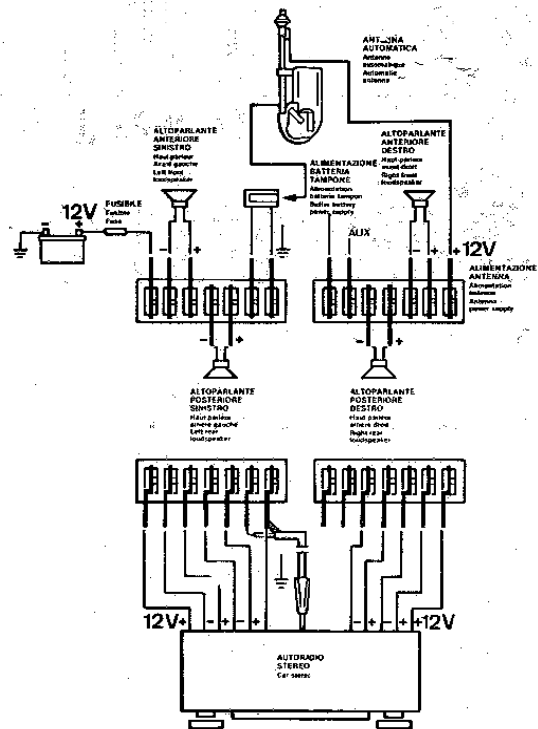 ANTENNA
AUTOMATICA
Antenne
automatique
Automatic
antenna
ALTOPARLANTE
ANTERIORE
SINISTRO
Haut-parleur
Avant gauche
Left front
loudspeaker
ALIMENTAZIONE
BATTERIA
TAMPONE
Alimentation
batterie tampon
Buffer battery
power supply
ALTOPARLANTE
ANTERIORE
DESTRO
Haut-parleur
avant droit
Right front
loudspeaker
12V
- +
FUSIBILE
Fusible
Fuse
- +
AUX
- +
+12V
ALIMENTAZIONE
ANTENNA
Alimentation
antenne
Antenna
power supply
- +
- +
ALTOPARLANTE
POSTERIORE
SINISTRO
Haut-parleur
arrière gauche
Left rear
loudspeaker
ALTOPARLANTE
POSTERIORE
DESTRO
Haut-parleur
arrière droit
Right rear
loudspeaker
12V+ - + - +
- + - + +12V
AUTORADIO
STEREO
Car stereo